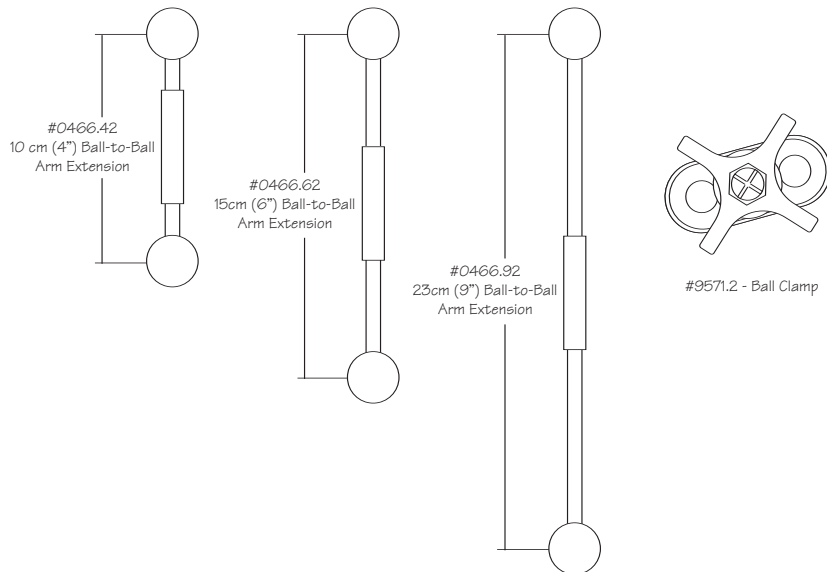 #0466.42
10 cm (4”) Ball-to-Ball
Arm Extension
#0466.62
15cm (6”) Ball-to-Ball
Arm Extension
#0466.92
23cm (9”) Ball-to-Ball
Arm Extension
#9571.2 - Ball Clamp